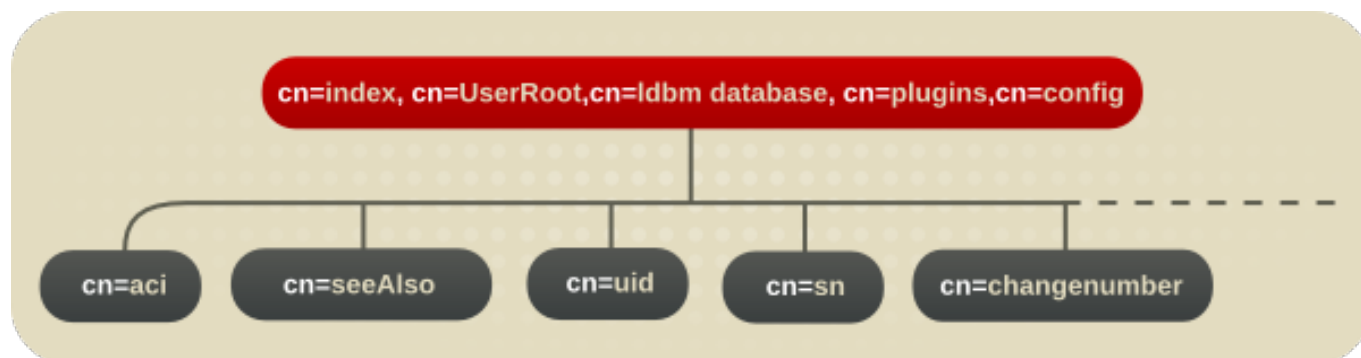 cn=index, cn=UserRoot,cn=ldbm database, cn=plugins,cn=config
cn=aci
cn=seeAlso
cn=uid
cn=sn
cn=changenumber